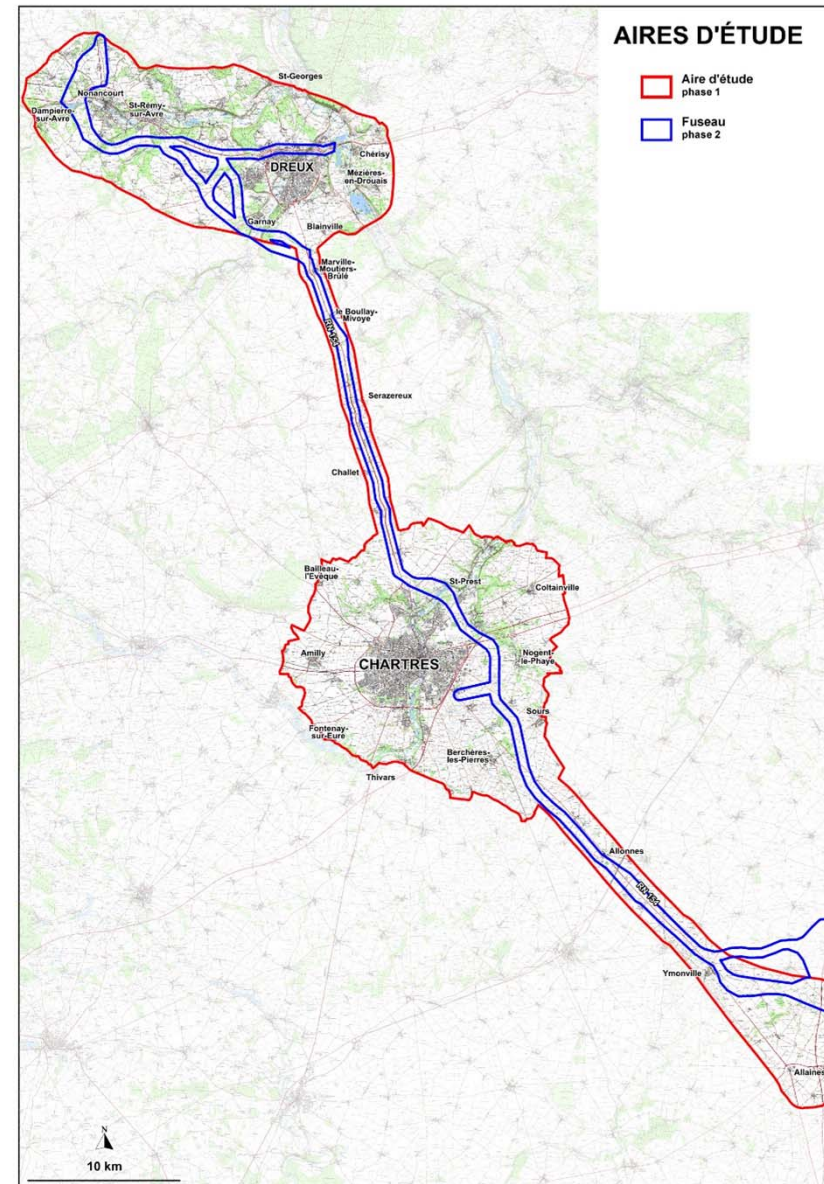 AIRES D'ÉTUDE
Aire d'étude
phase 1
Fuseau
phase 2
St-Georges
Nonancourt
St-Rémy-
sur-Avre
Dampierre-
sur-Avre
Chérisy
DREUX
Mézières-
en-Drouais
Garnay
Blainville
Marville-
Moutiers-
Brûlé
le Boullay-
Mivoye
RN-154
Serazereux
Challet
Bailleau-
l'Evêque
St-Prest
Coltainville
Amilly
CHARTRES
Nogent-
le-Phaye
Sours
Fontenay-
sur-Eure
Berchères-
les-Pierres
Thivars
Allonnes
RN-154
Ymonville
Allaines
N
10 km